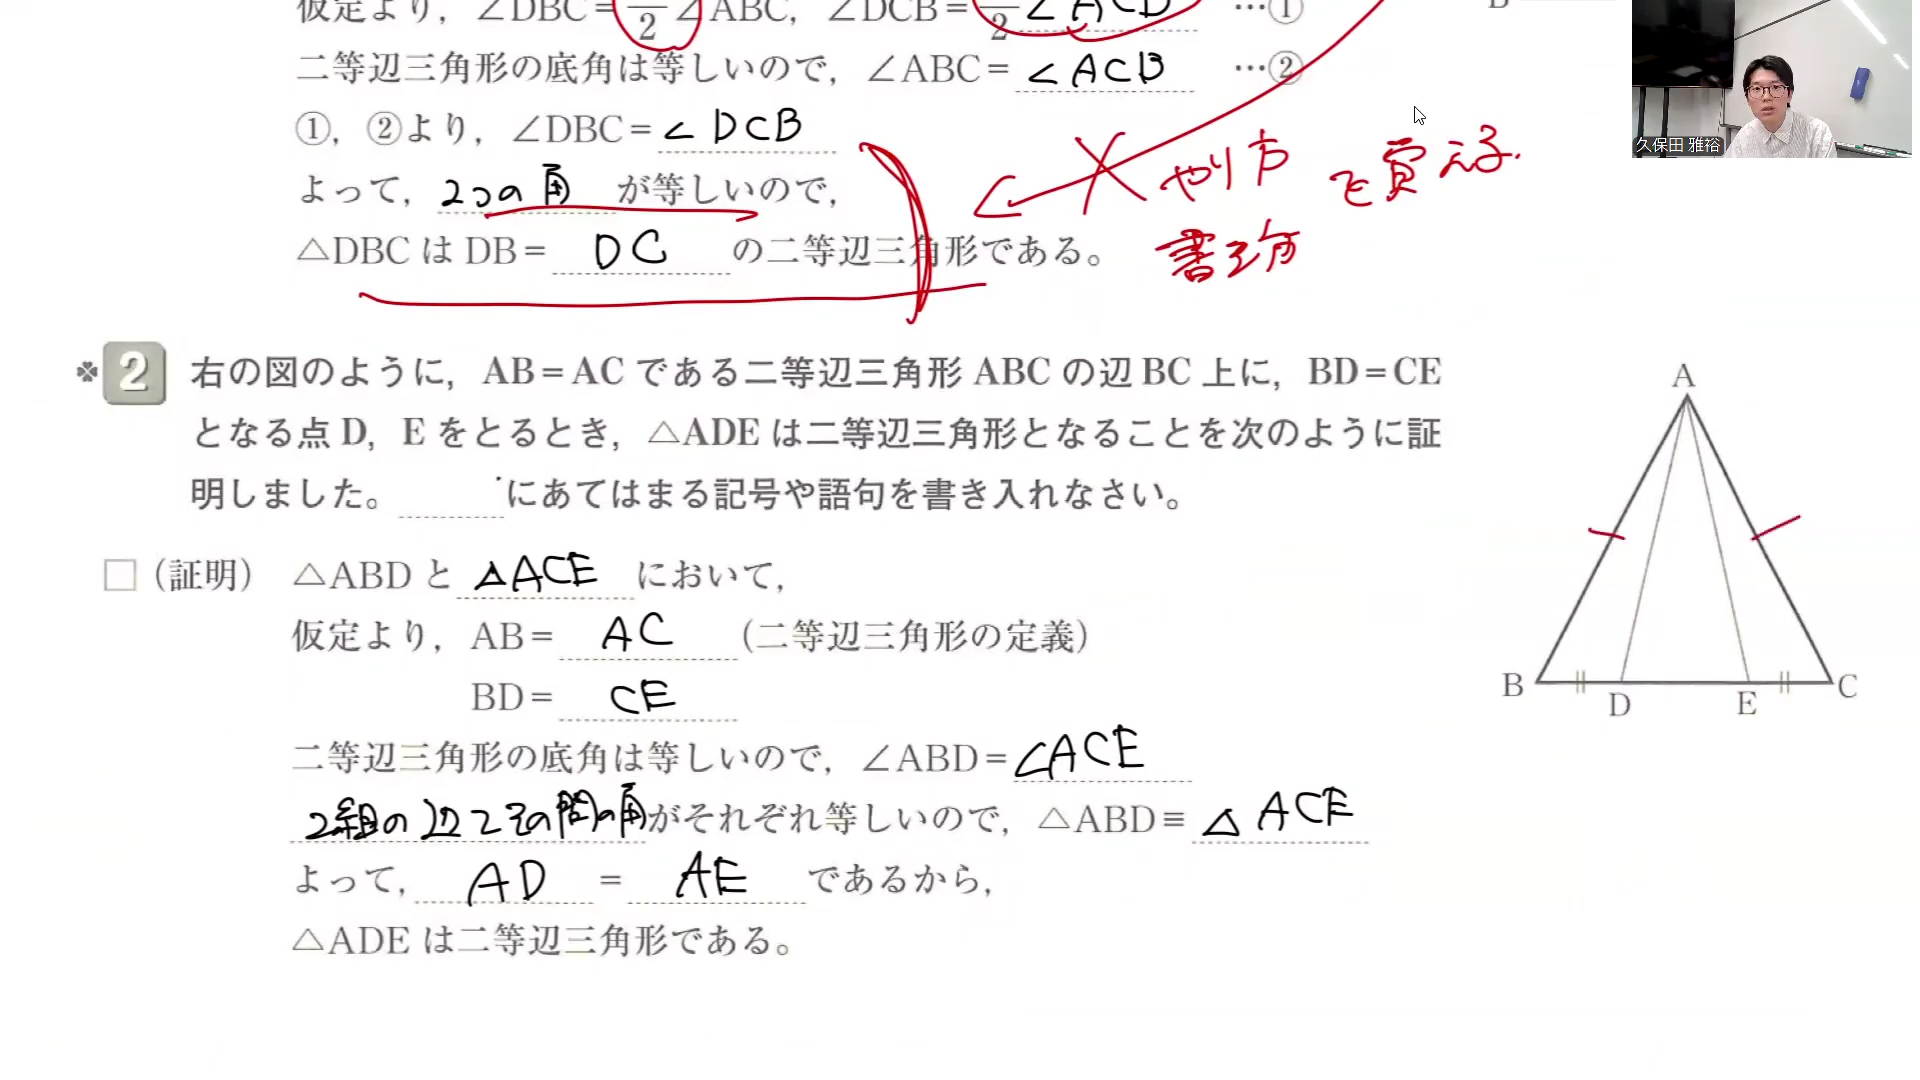 仮定より，∠DBC＝1/2∠ABC，∠DCB＝1/2∠ACD …①
二等辺三角形の底角は等しいので，∠ABC＝∠ACB …②
①，②より，∠DBC＝∠DCB
よって，2つの角が等しいので，
△DBCはDB＝DCの二等辺三角形である。
やり方
を
書き方
久保田 雅裕
2 右の図のように，AB＝ACである二等辺三角形ABCの辺BC上に，BD＝CE
となる点D，Eをとるとき，△ADEは二等辺三角形となることを次のように証
明しました。 にあてはまる記号や語句を書き入れなさい。
（証明） △ABDと△ACEにおいて，
仮定より，AB＝AC（二等辺三角形の定義）
BD＝CE
二等辺三角形の底角は等しいので，∠ABD＝∠ACE
2組の辺とその間の角がそれぞれ等しいので，△ABD≡△ACE
よって，AD＝AEであるから，
△ADEは二等辺三角形である。
A
B D E C